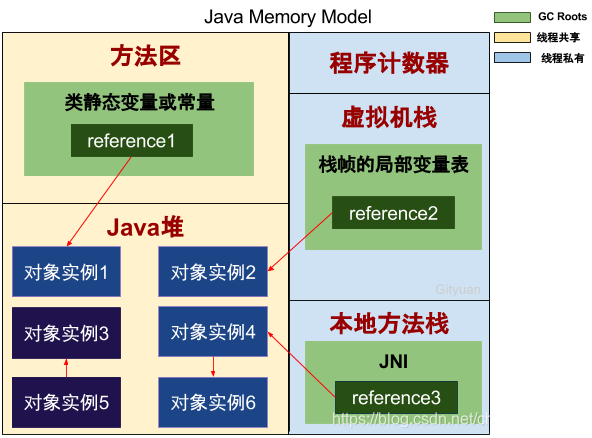 Java Memory Model
GC Roots
线程共享
线程私有
方法区
类静态变量或常量
reference1
程序计数器
虚拟机栈
栈帧的局部变量表
reference2
Gityuan
Java堆
对象实例1
对象实例2
对象实例3
对象实例4
对象实例5
对象实例6
本地方法栈
JNI
reference3
https://blog.csdn.net/